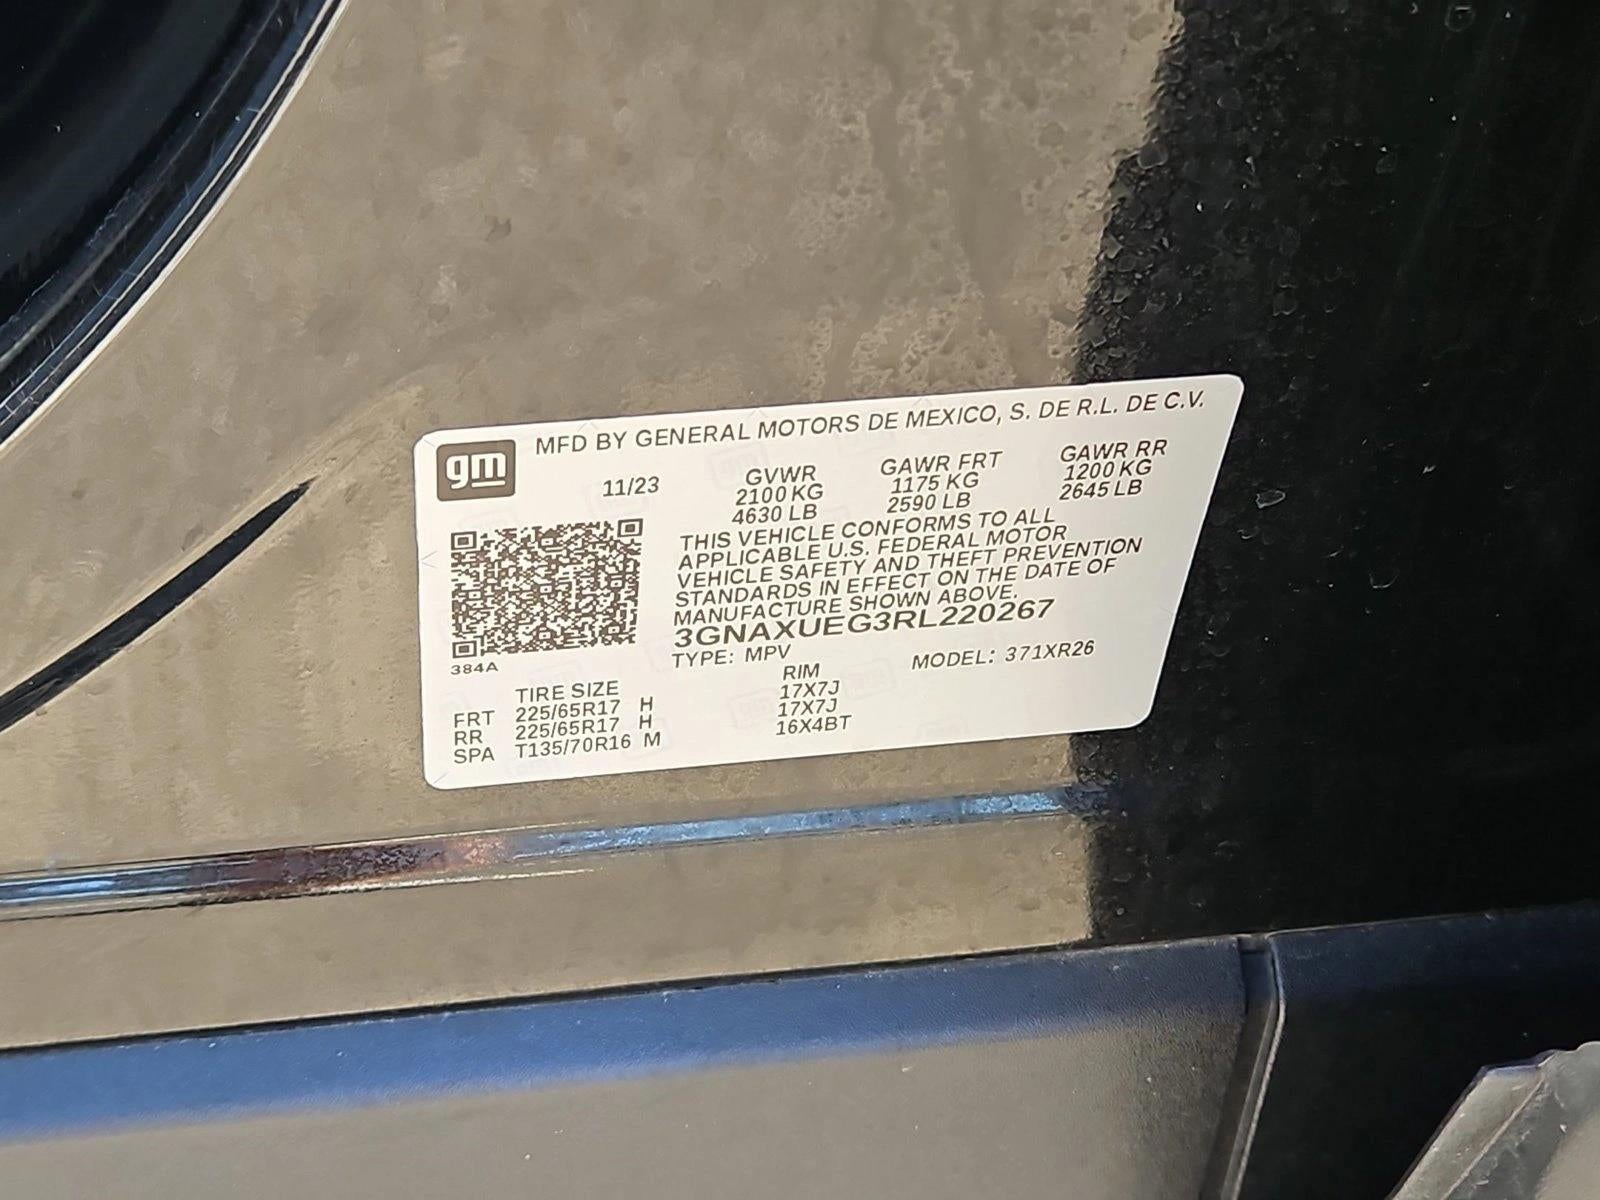 gm
MFD BY GENERAL MOTORS DE MEXICO, S. DE R.L. DE C.V.
11/23 GVWR GAWR FRT GAWR RR
2100 KG 1175 KG 1200 KG
4630 LB 2590 LB 2645 LB
THIS VEHICLE CONFORMS TO ALL
APPLICABLE U.S. FEDERAL MOTOR
VEHICLE SAFETY AND THEFT PREVENTION
STANDARDS IN EFFECT ON THE DATE OF
MANUFACTURE SHOWN ABOVE.
3GNAXUEG3RL220267
384A
TYPE: MPV MODEL: 371XR26
TIRE SIZE RIM
FRT 225/65R17 H 17X7J
RR 225/65R17 H 17X7J
SPA T135/70R16 M 16X4BT